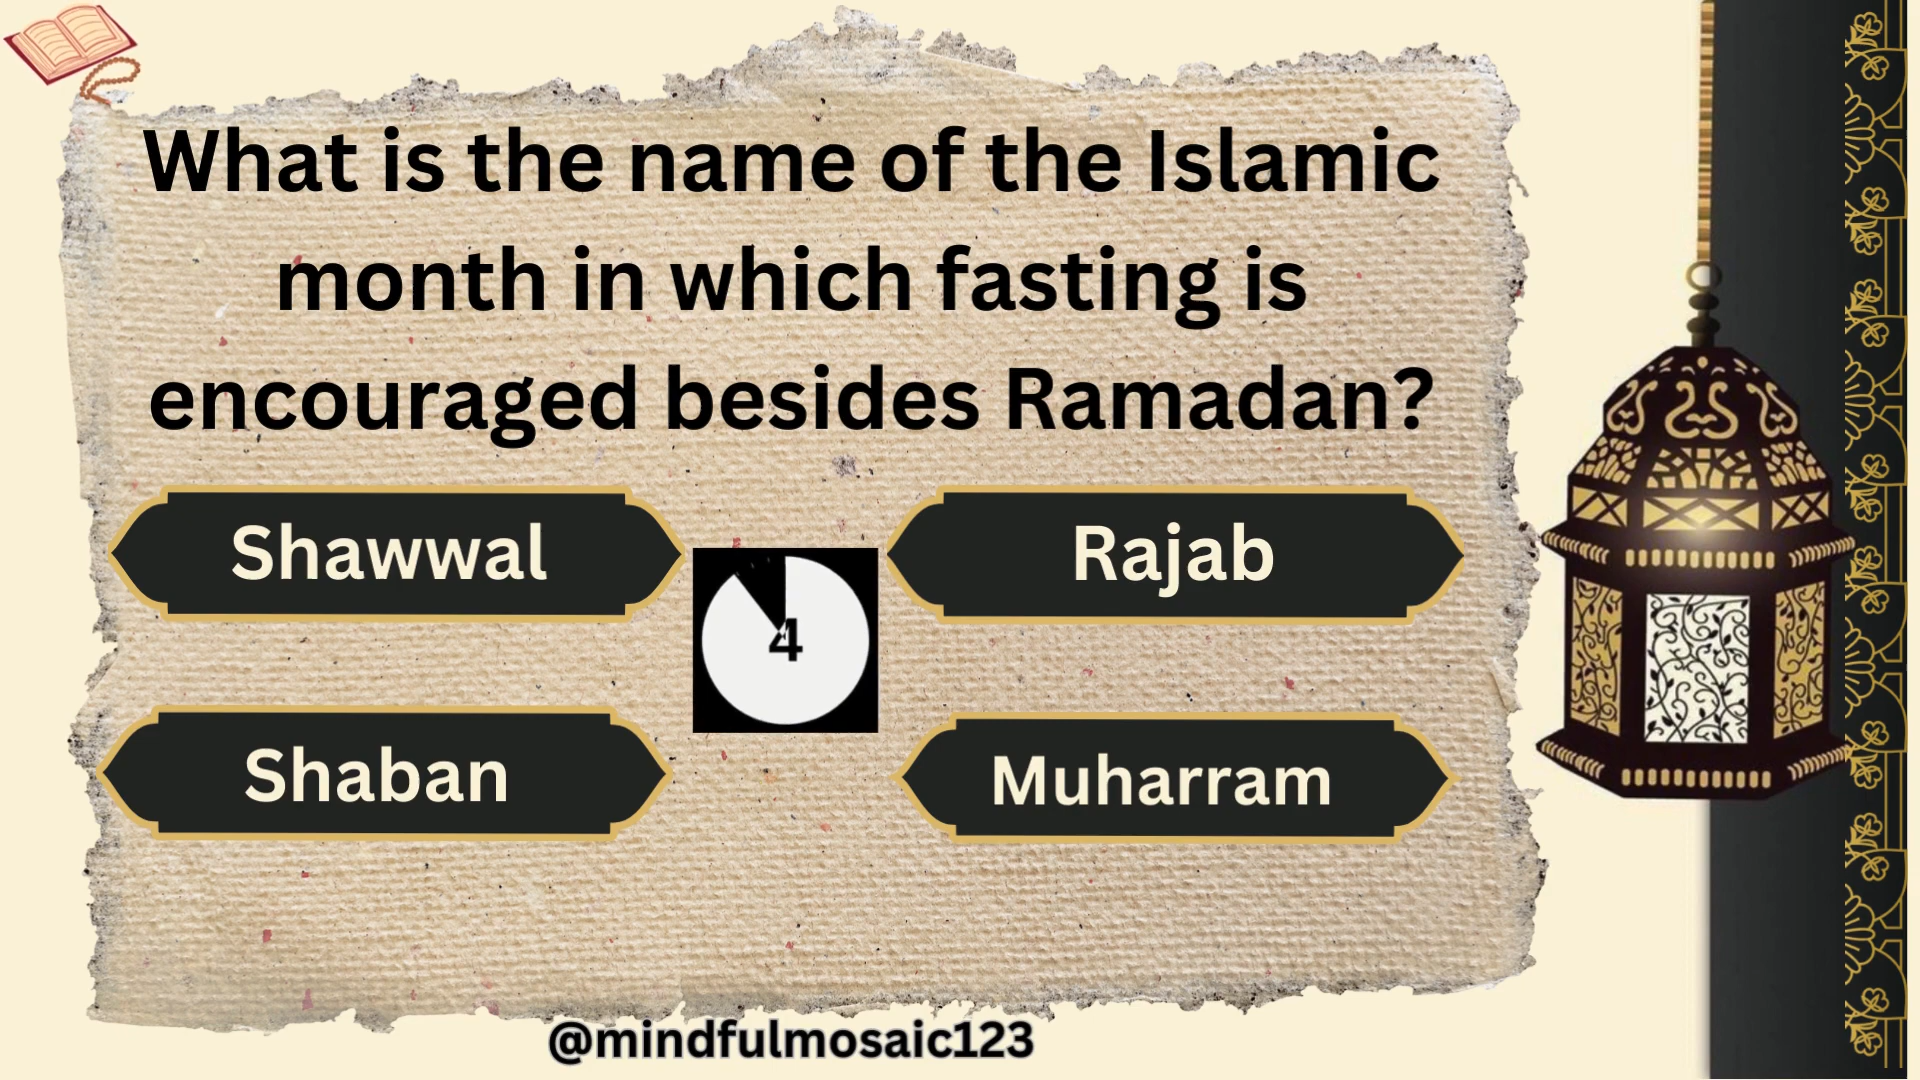 What is the name of the Islamic
month in which fasting is
encouraged besides Ramadan?
Shawwal
Rajab
4
Shaban
Muharram
@mindfulmosaic123